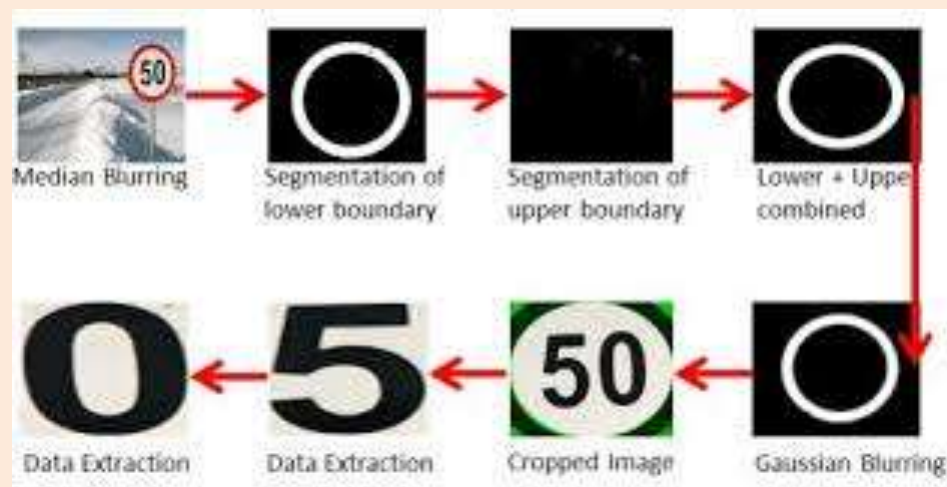 50
Median Blurring
Segmentation of
lower boundary
Segmentation of
upper boundary
Lower + Uppe
combined
0
5
50
Data Extraction
Data Extraction
Cropped Image
Gaussian Blurring